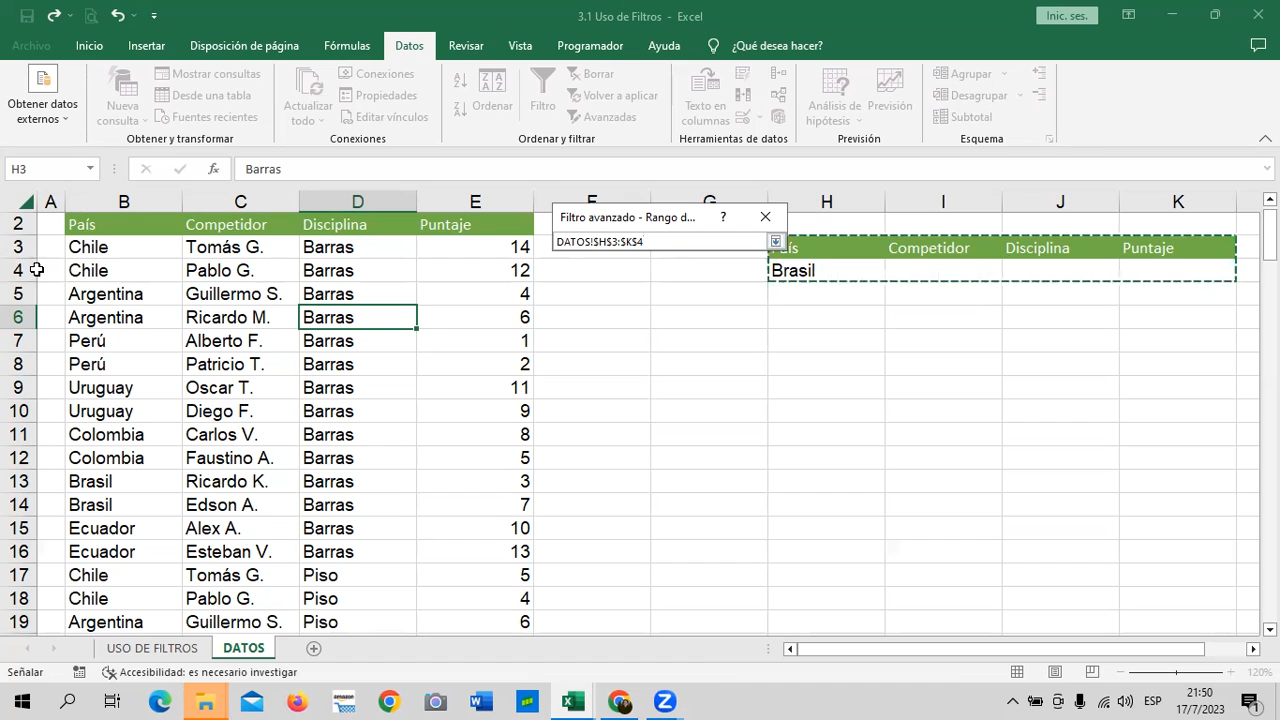 3.1 Uso de Filtros - Excel
Inic. ses.
Archivo Inicio Insertar Disposición de página Fórmulas Datos Revisar Vista Programador Ayuda ¿Qué desea hacer?
Obtener datos externos
Nueva consulta
Mostrar consultas
Desde una tabla
Fuentes recientes
Obtener y transformar
Actualizar todo
Conexiones
Propiedades
Editar vínculos
Conexiones
Ordenar
Filtro
Borrar
Volver a aplicar
Avanzadas
Ordenar y filtrar
Texto en columnas
Herramientas de datos
Análisis de hipótesis
Previsión
Previsión
Agrupar
Desagrupar
Subtotal
Esquema
H3 fx Barras
A B C D E F G H I J K
Filtro avanzado - Rango d... ?
DATOS!$H$3:$K$4
2 País Competidor Disciplina Puntaje
3 Chile Tomás G. Barras 14 País Competidor Disciplina Puntaje
4 Chile Pablo G. Barras 12 Brasil
5 Argentina Guillermo S. Barras 4
6 Argentina Ricardo M. Barras 6
7 Perú Alberto F. Barras 1
8 Perú Patricio T. Barras 2
9 Uruguay Oscar T. Barras 11
10 Uruguay Diego F. Barras 9
11 Colombia Carlos V. Barras 8
12 Colombia Faustino A. Barras 5
13 Brasil Ricardo K. Barras 3
14 Brasil Edson A. Barras 7
15 Ecuador Alex A. Barras 10
16 Ecuador Esteban V. Barras 13
17 Chile Tomás G. Piso 5
18 Chile Pablo G. Piso 4
19 Argentina Guillermo S. Piso 6
USO DE FILTROS DATOS
Señalar Accesibilidad: es necesario investigar 120%
ESP 21:50
17/7/2023